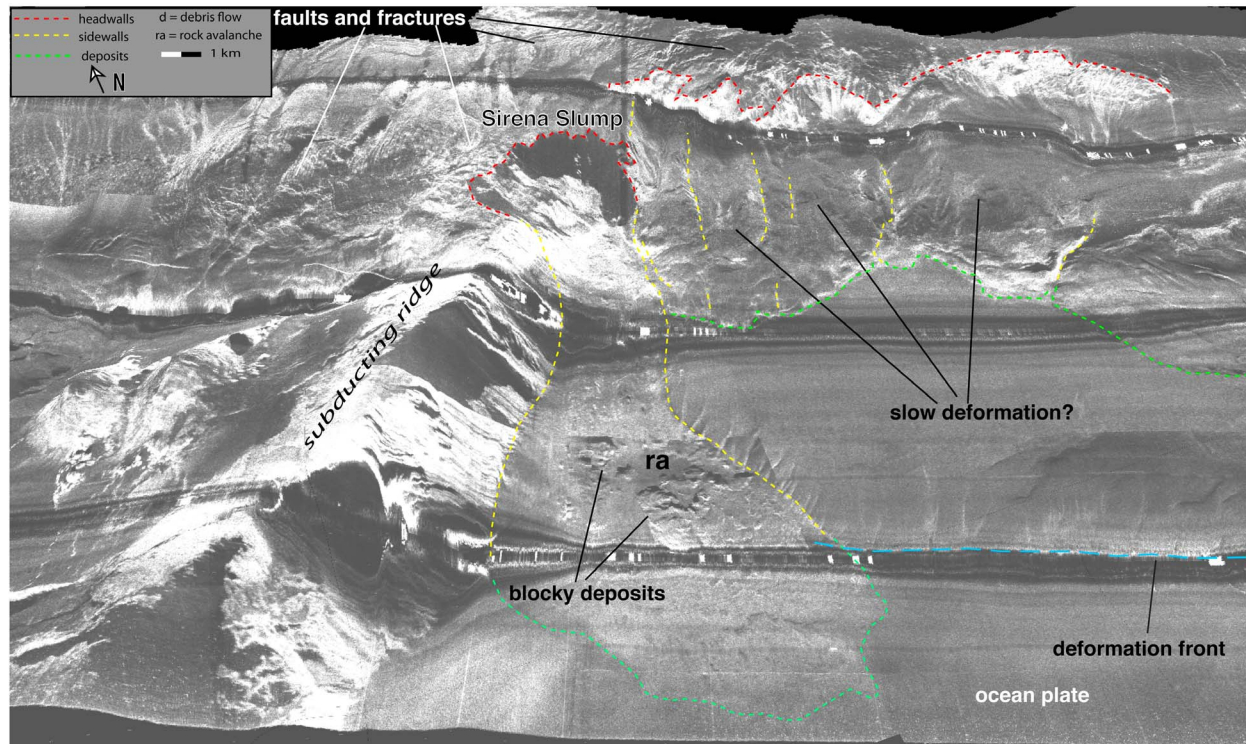 headwalls
d = debris flow
faults and fractures
sidewalls
ra = rock avalanche
deposits
1 km
N
Sirena Slump
subducting ridge
slow deformation?
ra
blocky deposits
deformation front
ocean plate